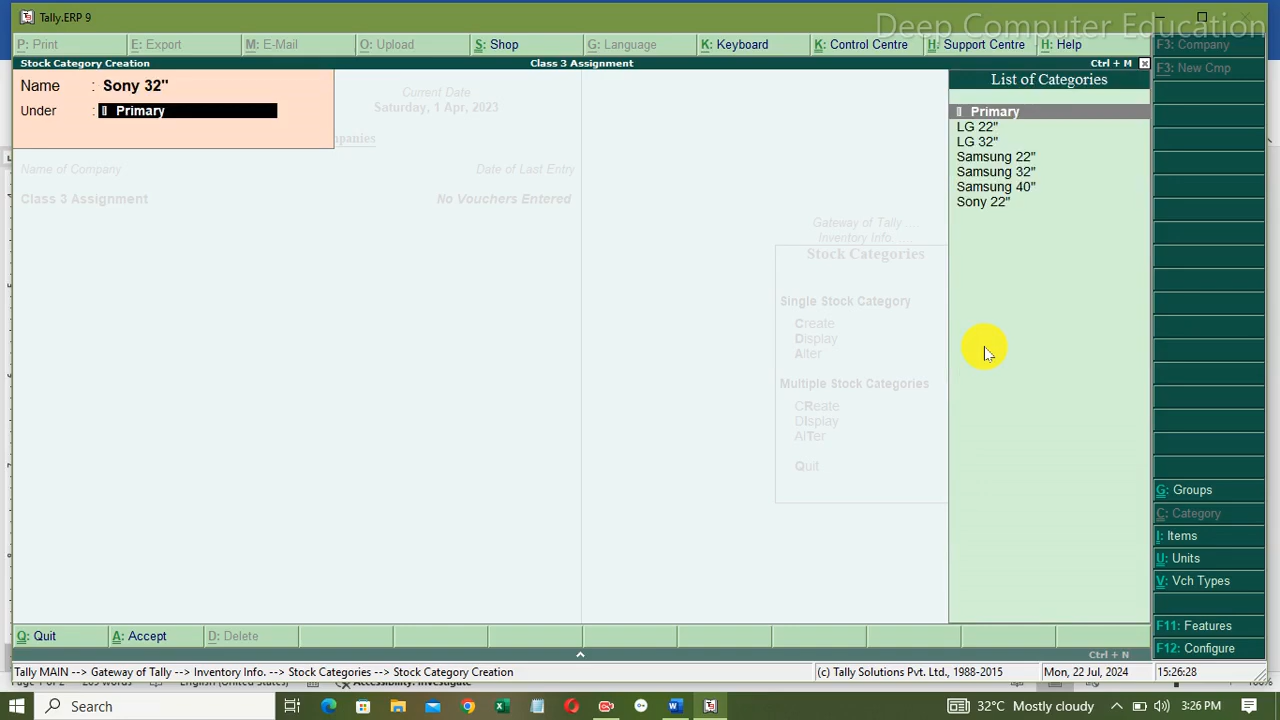 Tally.ERP 9
Deep Computer Education
P: Print
E: Export
M: E-Mail
O: Upload
S: Shop
G: Language
K: Keyboard
K: Control Centre
H: Support Centre
H: Help
F3: Company
F3: New Cmp
Stock Category Creation
Class 3 Assignment
Ctrl + M
Name : Sony 32"
Under : Primary
Current Date
Saturday, 1 Apr, 2023
mpanies
Name of Company
Date of Last Entry
Class 3 Assignment
No Vouchers Entered
Gateway of Tally .....
Inventory Info. .....
Stock Categories
Single Stock Category
Create
Display
Alter
Multiple Stock Categories
CReate
DIsplay
AlTer
Quit
List of Categories
Primary
LG 22"
LG 32"
Samsung 22"
Samsung 32"
Samsung 40"
Sony 22"
G: Groups
C: Category
I: Items
U: Units
V: Vch Types
F11: Features
F12: Configure
Q: Quit
A: Accept
D: Delete
Ctrl + N
Tally MAIN --> Gateway of Tally --> Inventory Info. --> Stock Categories --> Stock Category Creation
(c) Tally Solutions Pvt. Ltd., 1988-2015
Mon, 22 Jul, 2024
15:26:28
Search
32°C Mostly cloudy
3:26 PM